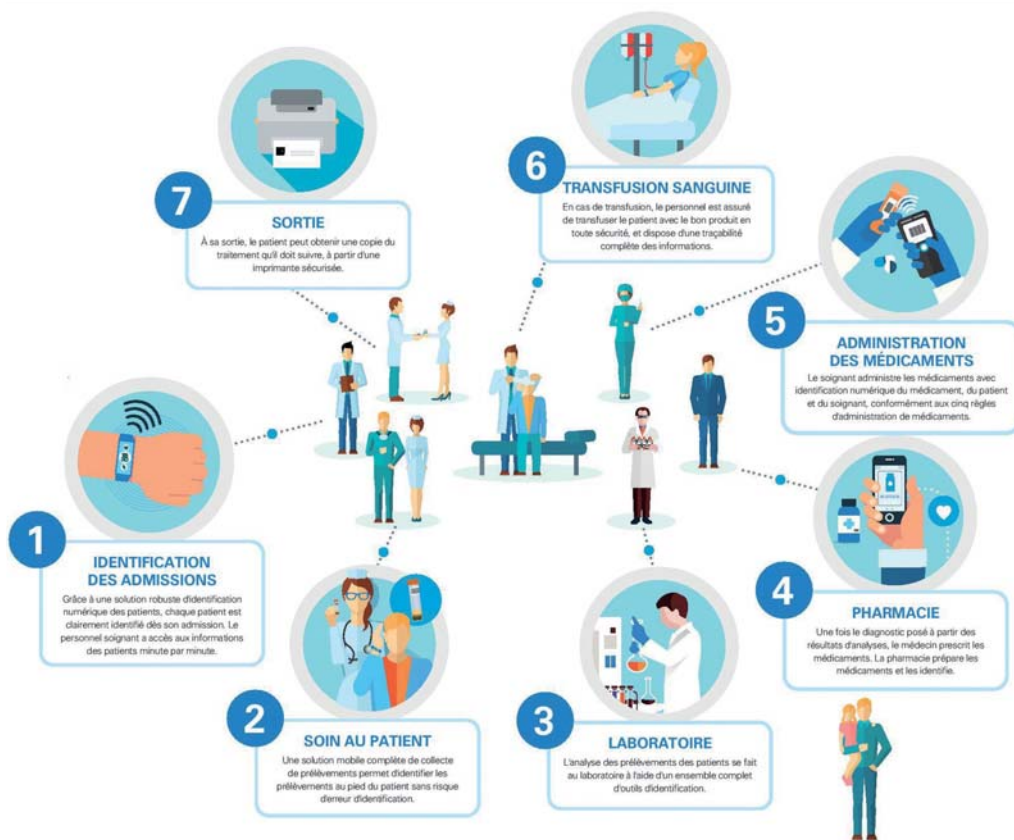 1
IDENTIFICATION
DES ADMISSIONS
Grâce à une solution robuste d'identification
numérique des patients, chaque patient est
clairement identifié dès son admission. Le
personnel soignant a accès aux informations
des patients minute par minute.
2
SOIN AU PATIENT
Une solution mobile complète de collecte
de prélèvements permet d'identifier les
prélèvements au pied du patient sans risque
d'erreur d'identification.
3
LABORATOIRE
L'analyse des prélèvements des patients se fait
au laboratoire à l'aide d'un ensemble complet
d'outils d'identification.
4
PHARMACIE
Une fois le diagnostic posé à partir des
résultats d'analyses, le médecin prescrit les
médicaments. La pharmacie prépare les
médicaments et les identifie.
5
ADMINISTRATION
DES MÉDICAMENTS
Le soignant administre les médicaments avec
identification numérique du médicament, du patient
et du soignant, conformément aux cinq règles
d'administration de médicaments.
6
TRANSFUSION SANGUINE
En cas de transfusion, le personnel est assuré
de transfuser le patient avec le bon produit en
toute sécurité, et dispose d'une traçabilité
complète des informations.
7
SORTIE
À sa sortie, le patient peut obtenir une copie du
traitement qu'il doit suivre, à partir d'une
imprimante sécurisée.